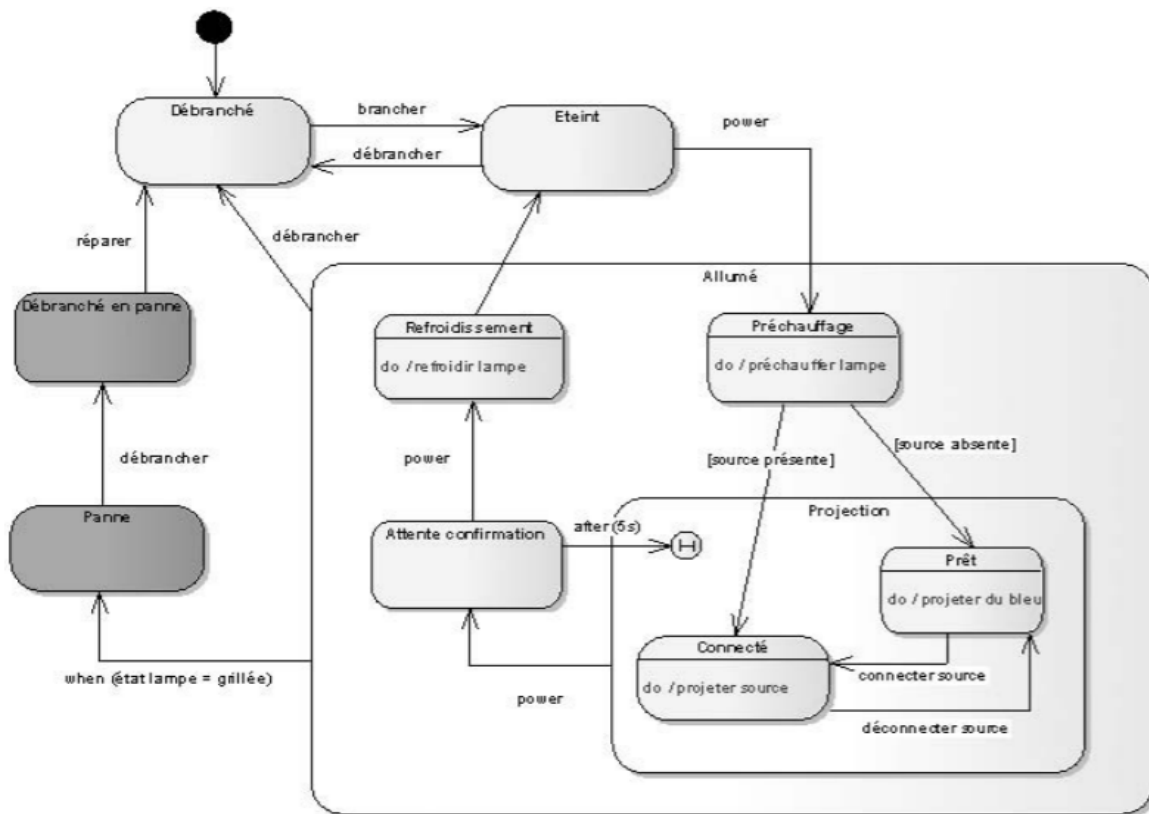 Débranché
brancher
Eteint
power
débrancher
réparer
débrancher
Allumé
Débranché en panne
Refroidissement
do / refroidir lampe
Préchauffage
do / préchauffer lampe
[source présente]
[source absente]
débrancher
power
Projection
Panne
Attente confirmation
after (5s)
H
Prêt
do / projeter du bleu
Connecté
do / projeter source
connecter source
déconnecter source
when (état lampe = grillée)
power